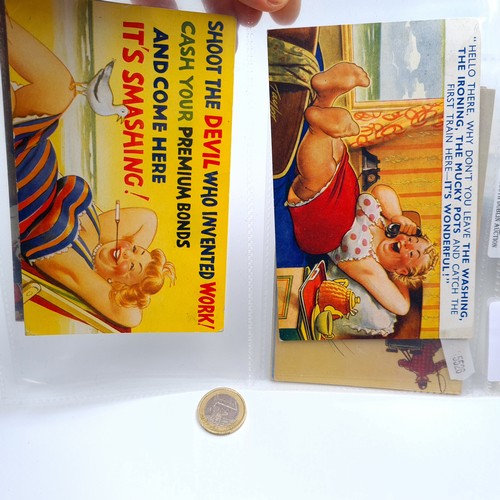 SHOOT THE DEVIL WHO INVENTED WORK!
CASH YOUR PREMIUM BONDS
AND COME HERE
IT'S SMASHING!
"HELLO THERE. WHY DON'T YOU LEAVE THE WASHING,
THE IRONING, THE MUCKY POTS AND CATCH THE
FIRST TRAIN HERE—IT'S WONDERFUL!"
AUCTION